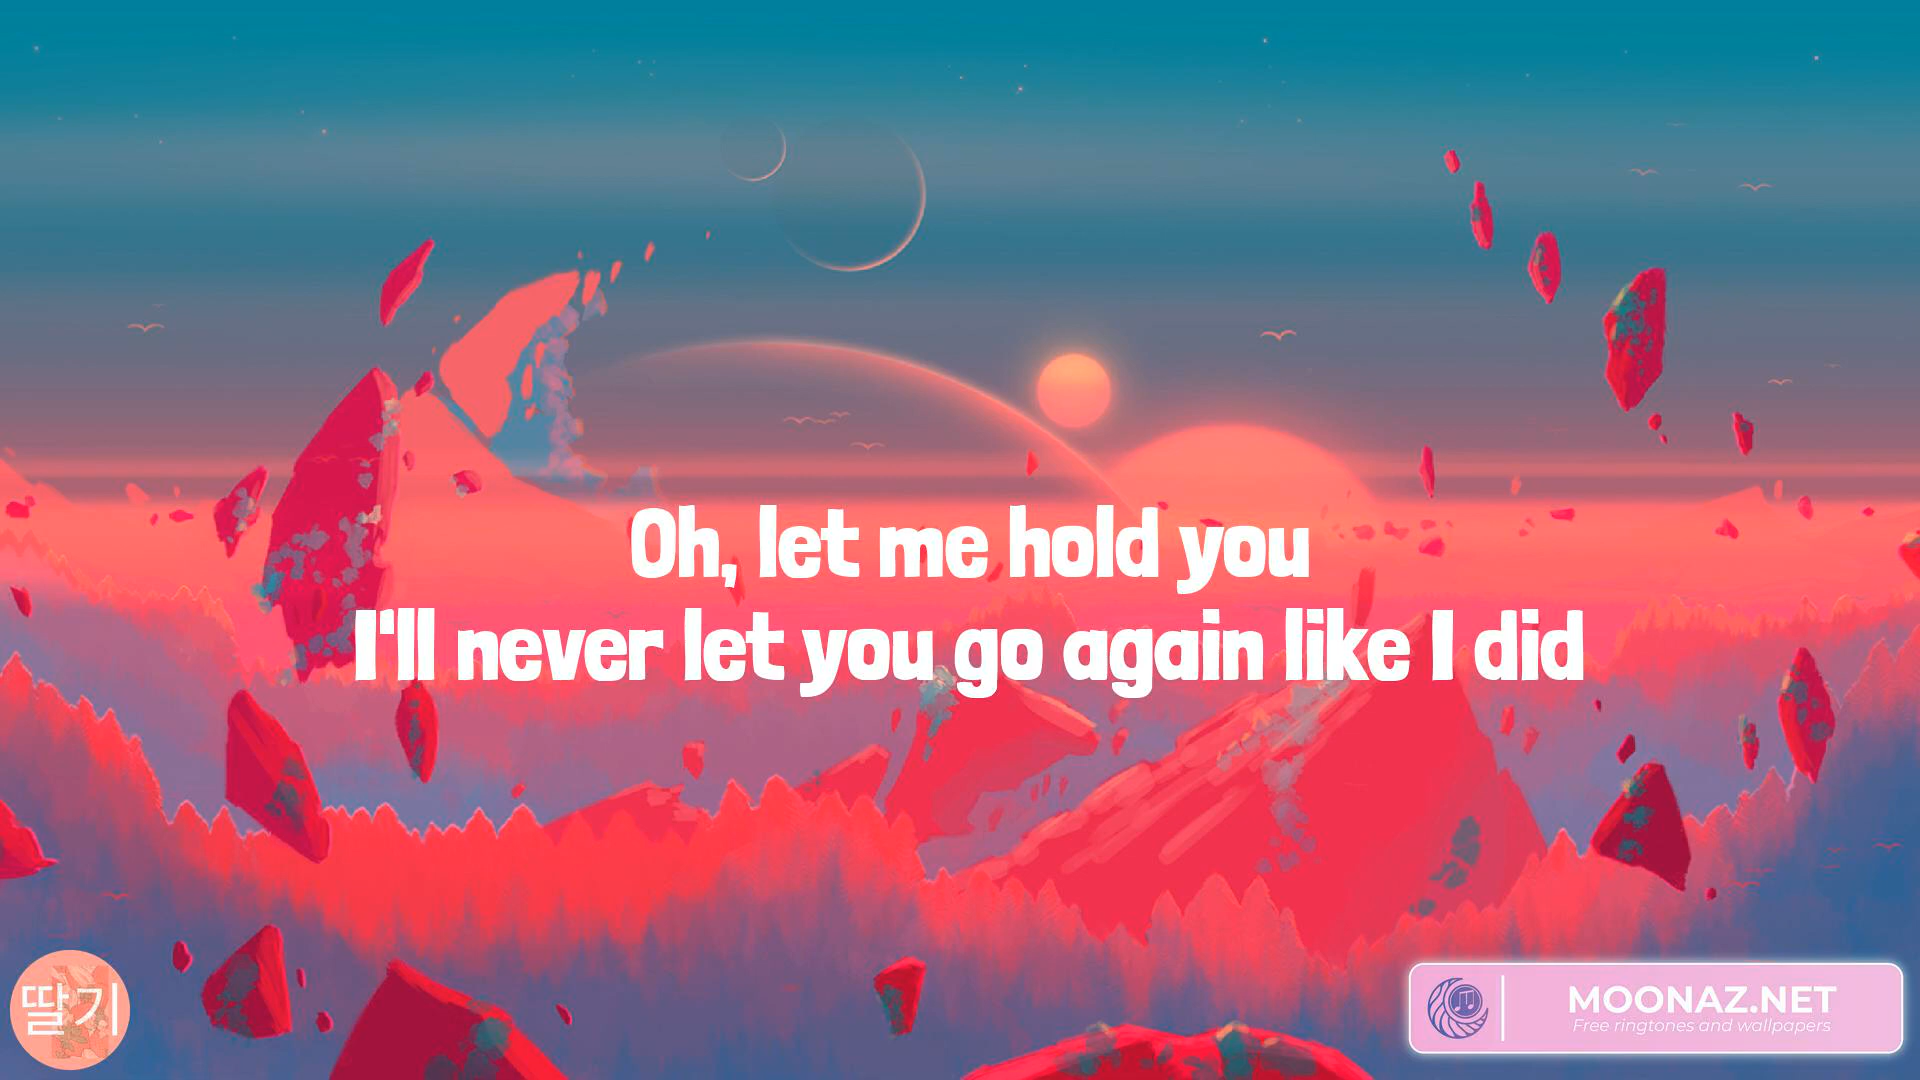 Oh, let me hold you
I'll never let you go again like I did
딸기
MOONAZ.NET
Free ringtones and wallpapers